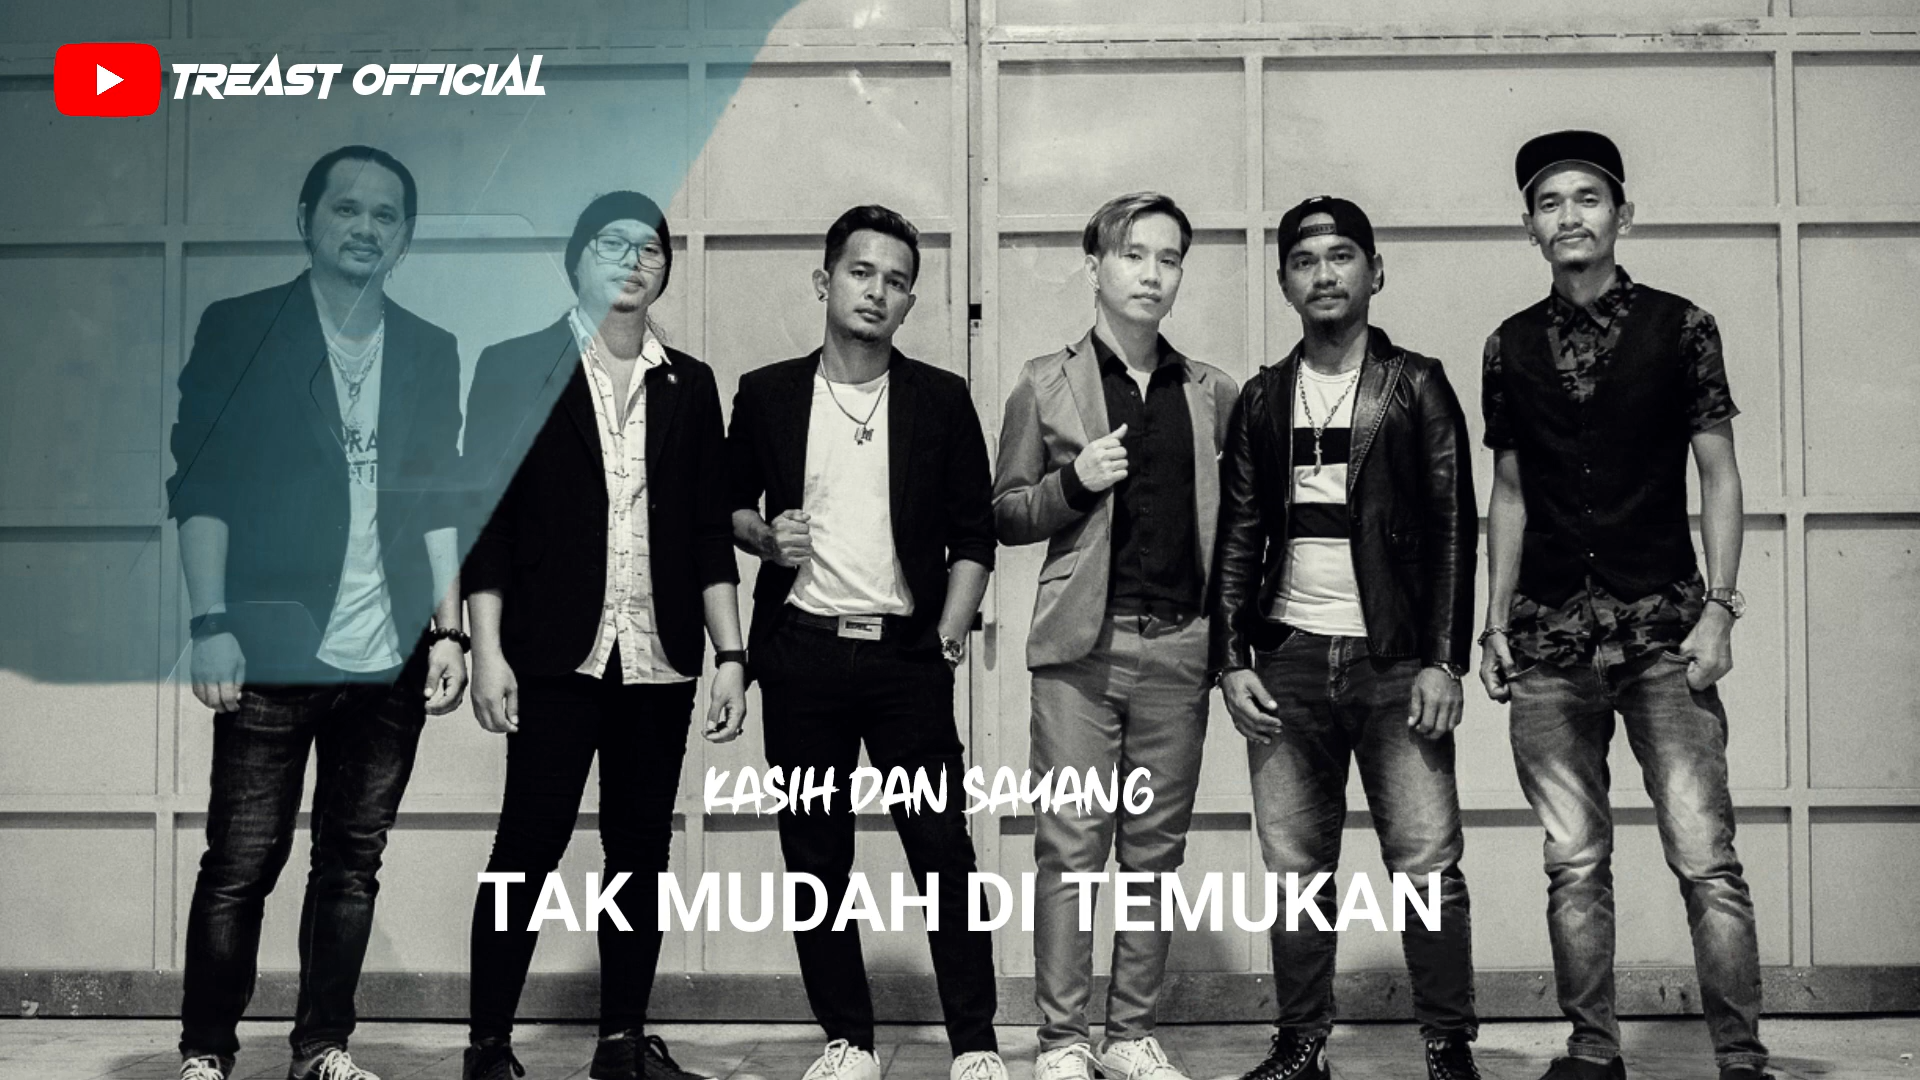 TREAST OFFICIAL
KASIH DAN SAYANG
TAK MUDAH DI TEMUKAN